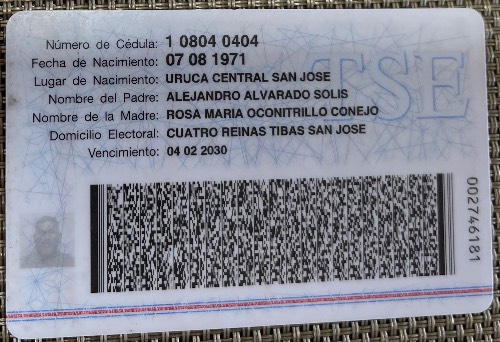 Número de Cédula: 1 0804 0404
Fecha de Nacimiento: 07 08 1971
Lugar de Nacimiento: URUCA CENTRAL SAN JOSE
Nombre del Padre: ALEJANDRO ALVARADO SOLIS
Nombre de la Madre: ROSA MARIA OCONITRILLO CONEJO
Domicilio Electoral: CUATRO REINAS TIBAS SAN JOSE
Vencimiento: 04 02 2030
TSE
002746181